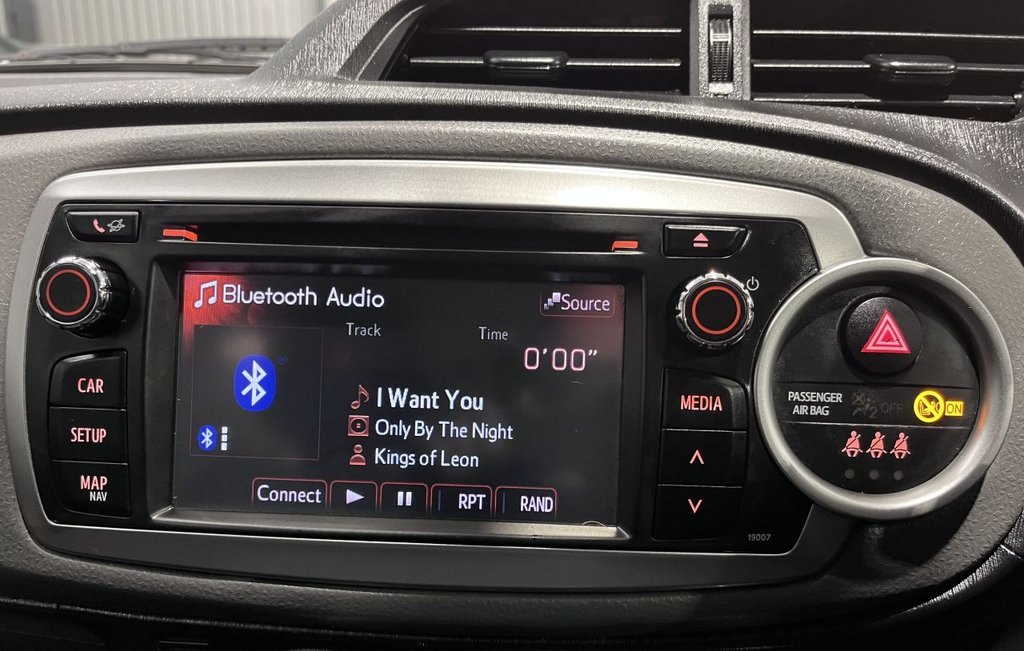 Bluetooth Audio
Source
Track
Time
0'00"
I Want You
Only By The Night
Kings of Leon
Connect
RPT
RAND
CAR
SETUP
MAP
NAV
MEDIA
19007
PASSENGER
AIR BAG
OFF
ON